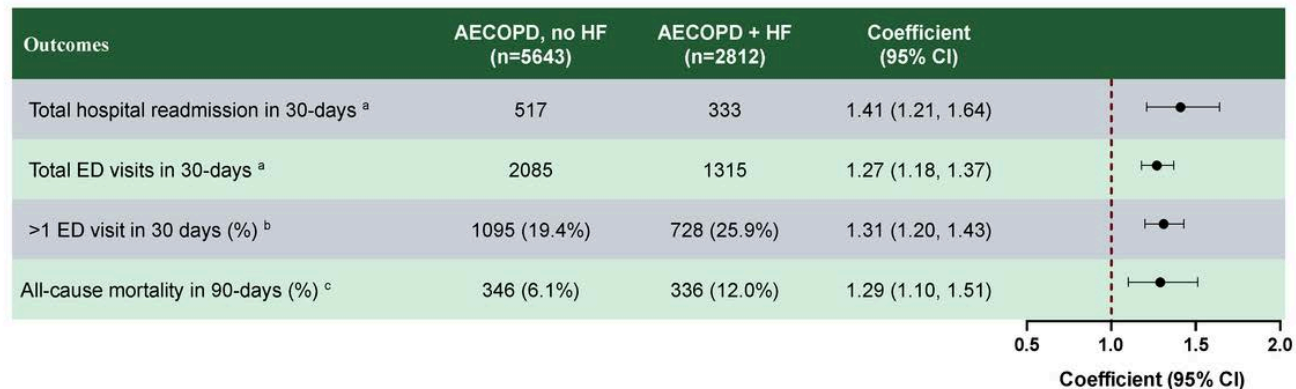 Outcomes AECOPD, no HF (n=5643) AECOPD + HF (n=2812) Coefficient (95% CI)
Total hospital readmission in 30-days a 517 333 1.41 (1.21, 1.64)
Total ED visits in 30-days a 2085 1315 1.27 (1.18, 1.37)
>1 ED visit in 30 days (%) b 1095 (19.4%) 728 (25.9%) 1.31 (1.20, 1.43)
All-cause mortality in 90-days (%) c 346 (6.1%) 336 (12.0%) 1.29 (1.10, 1.51)
0.5 1.0 1.5 2.0
Coefficient (95% CI)